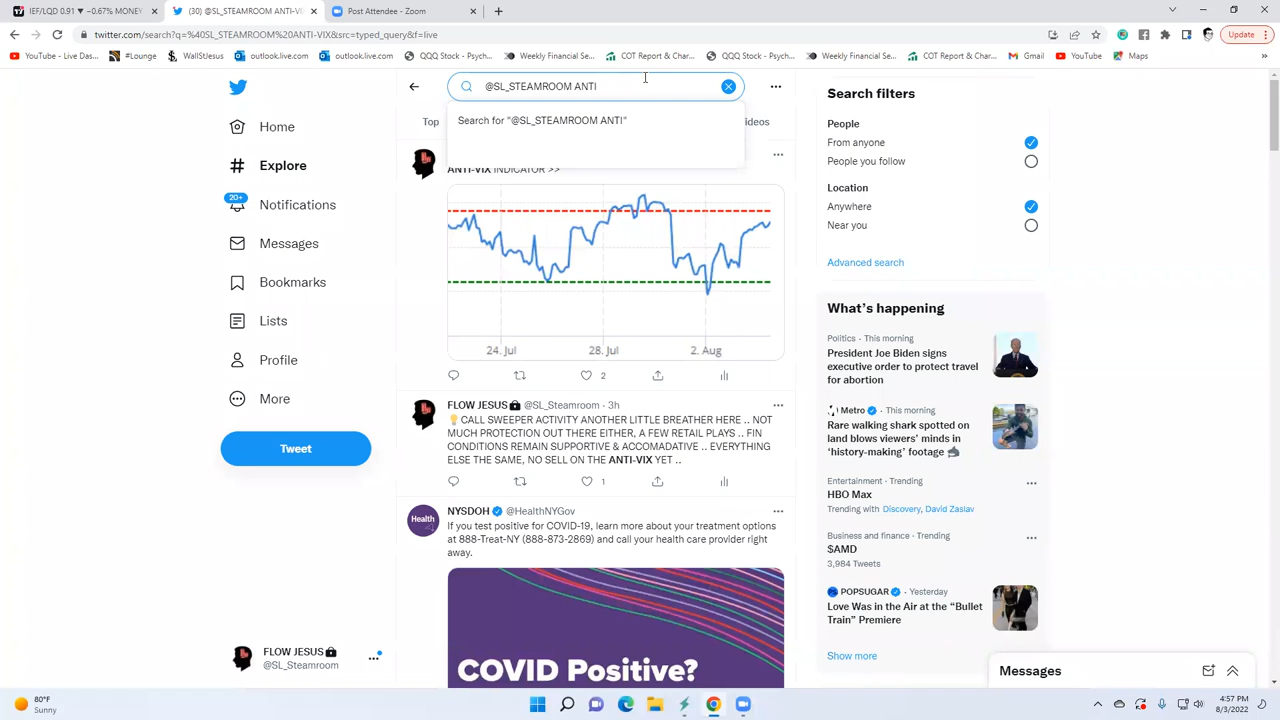 IEF/LQD 0.91 ▼ −0.67% MONEY
(30) @SL_STEAMROOM ANTI-VIX
Post Attendee - Zoom
twitter.com/search?q=%40SL_STEAMROOM%20ANTI-VIX&src=typed_query&f=live
Update
YouTube - Live Das...
#Lounge
WallStJesus
outlook.live.com
outlook.live.com
QQQ Stock - Psych...
Weekly Financial Se...
COT Report & Char...
QQQ Stock - Psych...
Weekly Financial Se...
COT Report & Char...
Gmail
YouTube
Maps
Home
Explore
20+
Notifications
Messages
Bookmarks
Lists
Profile
More
Tweet
FLOW JESUS
@SL_Steamroom
@SL_STEAMROOM ANTI
Search for "@SL_STEAMROOM ANTI"
Top
ideos
ANTI-VIX INDICATOR >>
24. Jul
28. Jul
2. Aug
2
FLOW JESUS @SL_Steamroom · 3h
CALL SWEEPER ACTIVITY ANOTHER LITTLE BREATHER HERE .. NOT
MUCH PROTECTION OUT THERE EITHER, A FEW RETAIL PLAYS .. FIN
CONDITIONS REMAIN SUPPORTIVE & ACCOMADATIVE .. EVERYTHING
ELSE THE SAME, NO SELL ON THE ANTI-VIX YET ..
1
Health
NYSDOH @HealthNYGov
If you test positive for COVID-19, learn more about your treatment options
at 888-Treat-NY (888-873-2869) and call your health care provider right
away.
COVID Positive?
Search filters
People
From anyone
People you follow
Location
Anywhere
Near you
Advanced search
What's happening
Politics · This morning
President Joe Biden signs
executive order to protect travel
for abortion
Metro · This morning
Rare walking shark spotted on
land blows viewers' minds in
'history-making' footage
Entertainment · Trending
HBO Max
Trending with Discovery, David Zaslav
Business and finance · Trending
$AMD
3,984 Tweets
POPSUGAR · Yesterday
Love Was in the Air at the "Bullet
Train" Premiere
Show more
Messages
80°F
Sunny
4:57 PM
8/3/2022